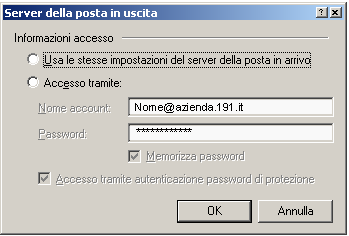 Server della posta in uscita
Informazioni accesso
Usa le stesse impostazioni del server della posta in arrivo
Accesso tramite:
Nome account: Nome@azienda.191.it
Password: ************
Memorizza password
Accesso tramite autenticazione password di protezione
OK Annulla